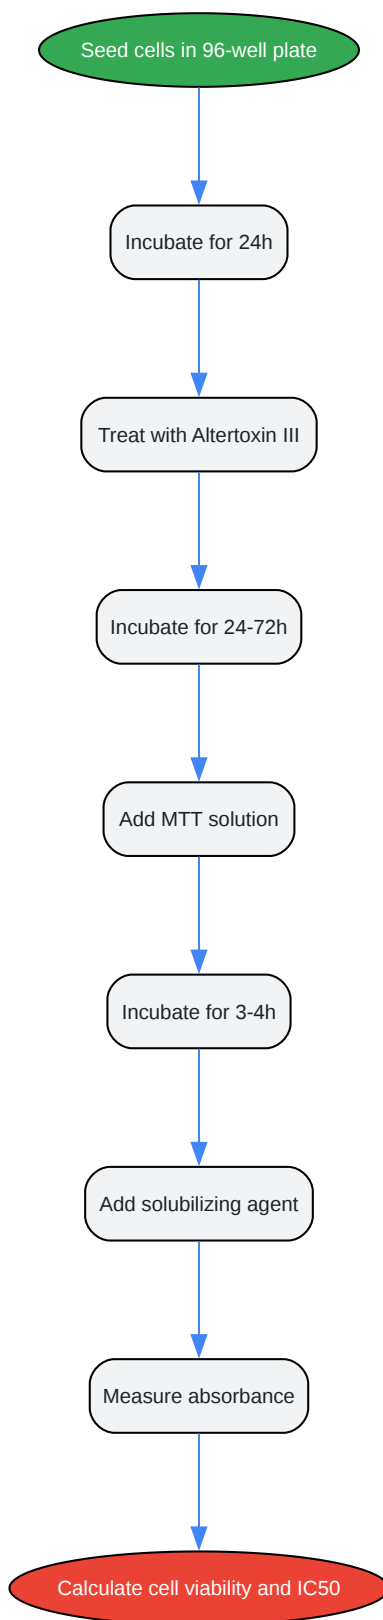 Seed cells in 96-well plate
Incubate for 24h
Treat with Altertoxin III
Incubate for 24-72h
Add MTT solution
Incubate for 3-4h
Add solubilizing agent
Measure absorbance
Calculate cell viability and IC50